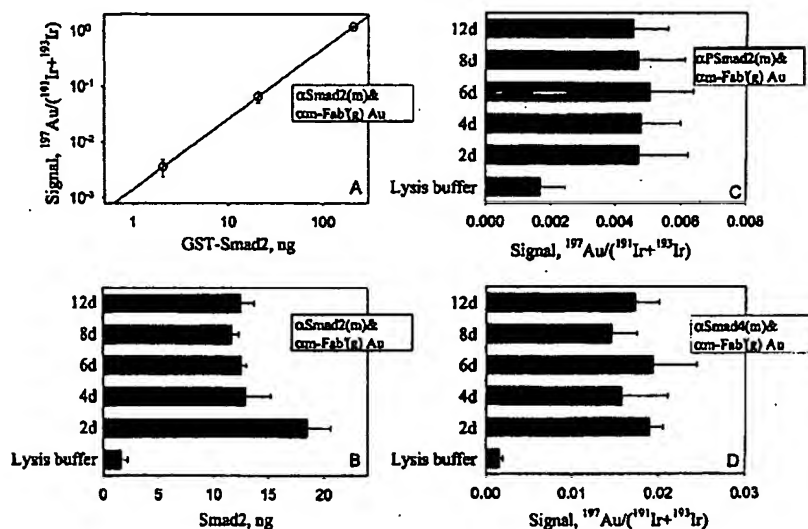 Signal, ¹⁹⁷Au/(¹⁹¹Ir+¹⁹³Ir)
10⁰
10⁻¹
10⁻²
10⁻³
αSmad2(m)&
αm-Fab'(g) Au
A
1 10 100
GST-Smad2, ng
12d
8d
6d
4d
2d
Lysis buffer
αPSmad2(m)&
αm-Fab'(g) Au
C
0.000 0.002 0.004 0.006 0.008
Signal, ¹⁹⁷Au/(¹⁹¹Ir+¹⁹³Ir)
12d
8d
6d
4d
2d
Lysis buffer
αSmad2(m)&
αm-Fab'(g) Au
B
0 5 10 15 20
Smad2, ng
12d
8d
6d
4d
2d
Lysis buffer
αSmad4(m)&
αm-Fab'(g) Au
D
0.00 0.01 0.02 0.03
Signal, ¹⁹⁷Au/(¹⁹¹Ir+¹⁹³Ir)